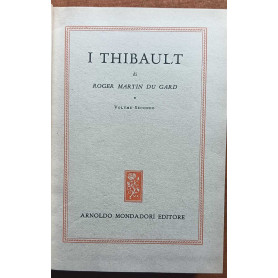 I THIBAULT
di
ROGER MARTIN DU GARD
VOLUME SECONDO
ARNOLDO MONDADORI EDITORE